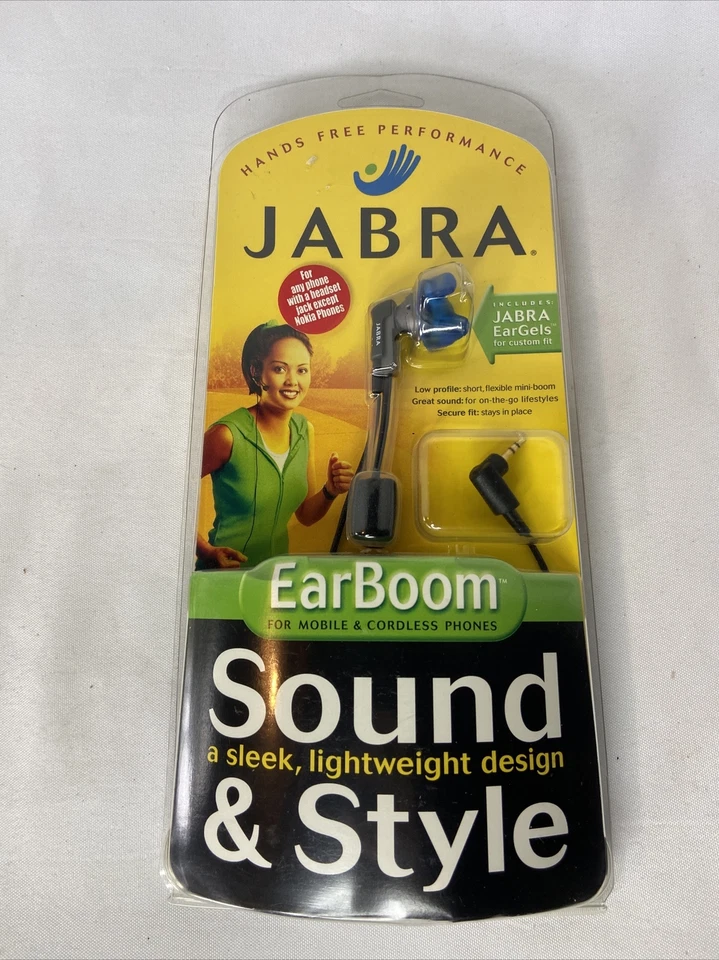 HANDS FREE PERFORMANCE
JABRA®
For
any phone
with a headset
jack except
Nokia Phones
JABRA
INCLUDES:
JABRA
EarGels™
for custom fit
Low profile: short, flexible mini-boom
Great sound: for on-the-go lifestyles
Secure fit: stays in place
EarBoom™
FOR MOBILE & CORDLESS PHONES
Sound
a sleek, lightweight design
& Style